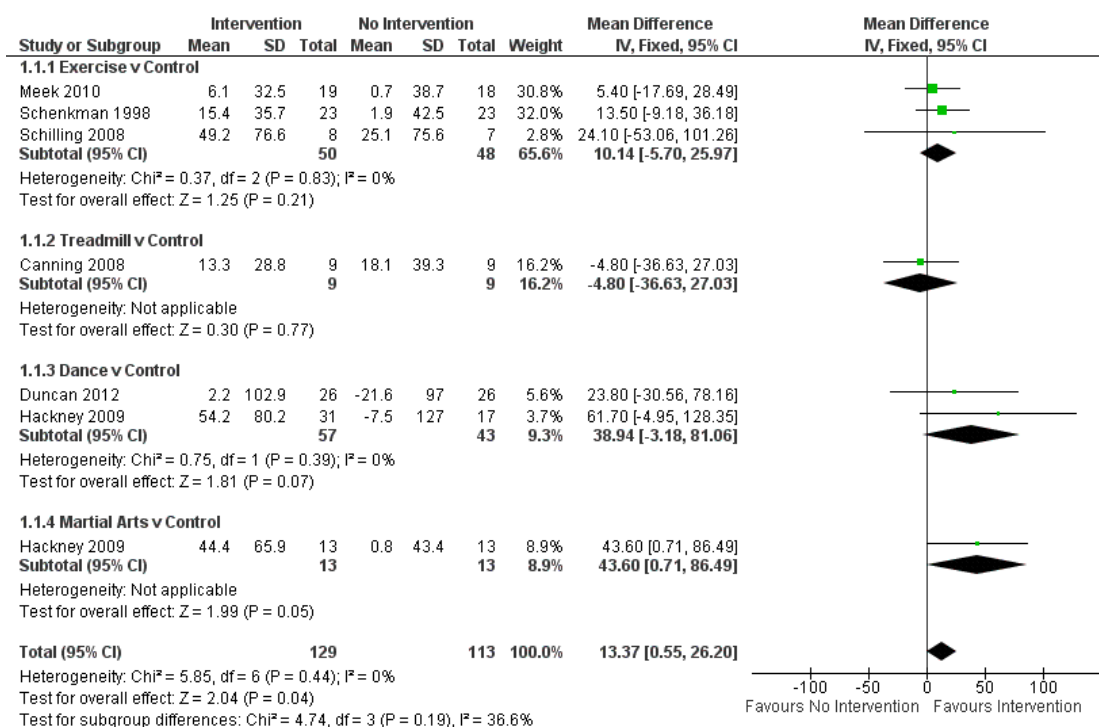 Intervention No Intervention Mean Difference Mean Difference
Study or Subgroup Mean SD Total Mean SD Total Weight IV, Fixed, 95% CI IV, Fixed, 95% CI
1.1.1 Exercise v Control
Meek 2010 6.1 32.5 19 0.7 38.7 18 30.8% 5.40 [-17.69, 28.49]
Schenkman 1998 15.4 35.7 23 1.9 42.5 23 32.0% 13.50 [-9.18, 36.18]
Schilling 2008 49.2 76.6 8 25.1 75.6 7 2.8% 24.10 [-53.06, 101.26]
Subtotal (95% CI) 50 48 65.6% 10.14 [-5.70, 25.97]
Heterogeneity: Chi² = 0.37, df = 2 (P = 0.83); I² = 0%
Test for overall effect: Z = 1.25 (P = 0.21)
1.1.2 Treadmill v Control
Canning 2008 13.3 28.8 9 18.1 39.3 9 16.2% -4.80 [-36.63, 27.03]
Subtotal (95% CI) 9 9 16.2% -4.80 [-36.63, 27.03]
Heterogeneity: Not applicable
Test for overall effect: Z = 0.30 (P = 0.77)
1.1.3 Dance v Control
Duncan 2012 2.2 102.9 26 -21.6 97 26 5.6% 23.80 [-30.56, 78.16]
Hackney 2009 54.2 80.2 31 -7.5 127 17 3.7% 61.70 [-4.95, 128.35]
Subtotal (95% CI) 57 43 9.3% 38.94 [-3.18, 81.06]
Heterogeneity: Chi² = 0.75, df = 1 (P = 0.39); I² = 0%
Test for overall effect: Z = 1.81 (P = 0.07)
1.1.4 Martial Arts v Control
Hackney 2009 44.4 65.9 13 0.8 43.4 13 8.9% 43.60 [0.71, 86.49]
Subtotal (95% CI) 13 13 8.9% 43.60 [0.71, 86.49]
Heterogeneity: Not applicable
Test for overall effect: Z = 1.99 (P = 0.05)
Total (95% CI) 129 113 100.0% 13.37 [0.55, 26.20]
Heterogeneity: Chi² = 5.85, df = 6 (P = 0.44); I² = 0%
Test for overall effect: Z = 2.04 (P = 0.04)
Test for subgroup differences: Chi² = 4.74, df = 3 (P = 0.19), I² = 36.6%
-100 -50 0 50 100
Favours No Intervention Favours Intervention